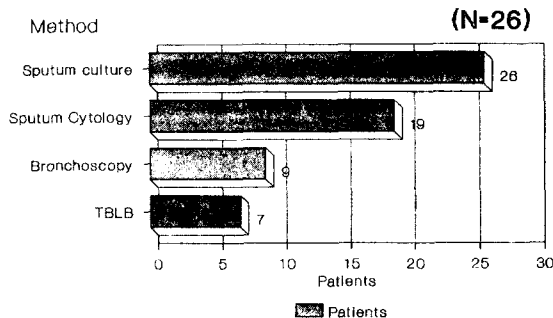 Method (N=26)
Sputum culture 26
Sputum Cytology 19
Bronchoscopy 9
TBLB 7
0 5 10 15 20 25 30
Patients
Patients